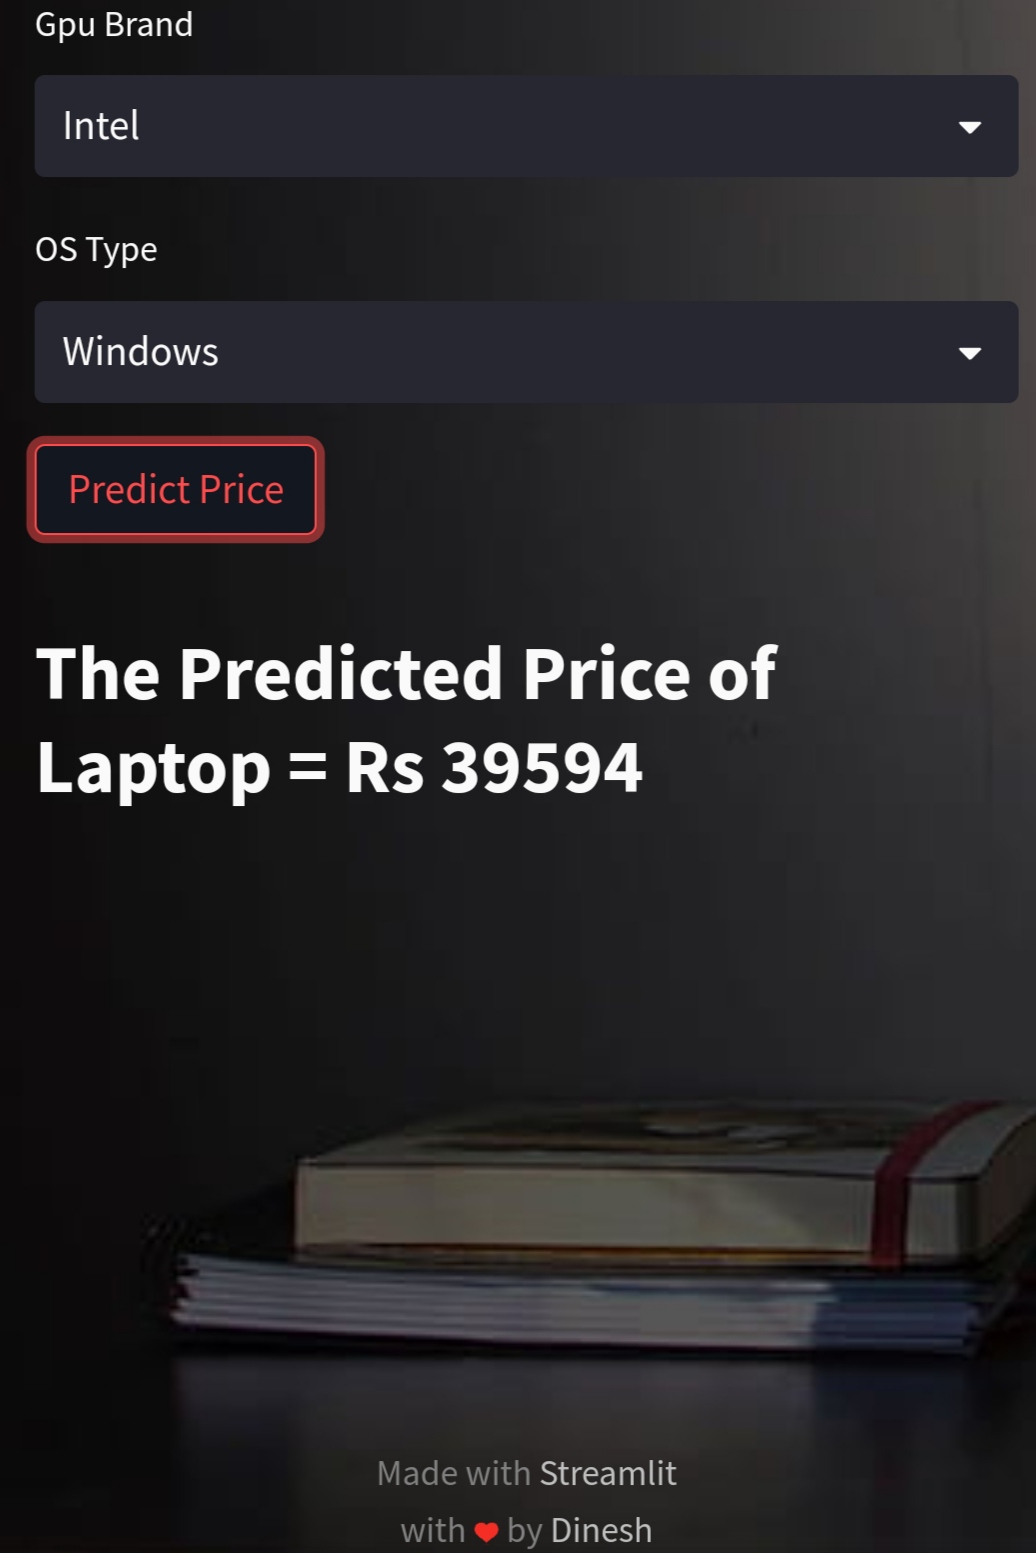 Gpu Brand
Intel
OS Type
Windows
Predict Price
The Predicted Price of
Laptop = Rs 39594
Made with Streamlit
with ❤ by Dinesh